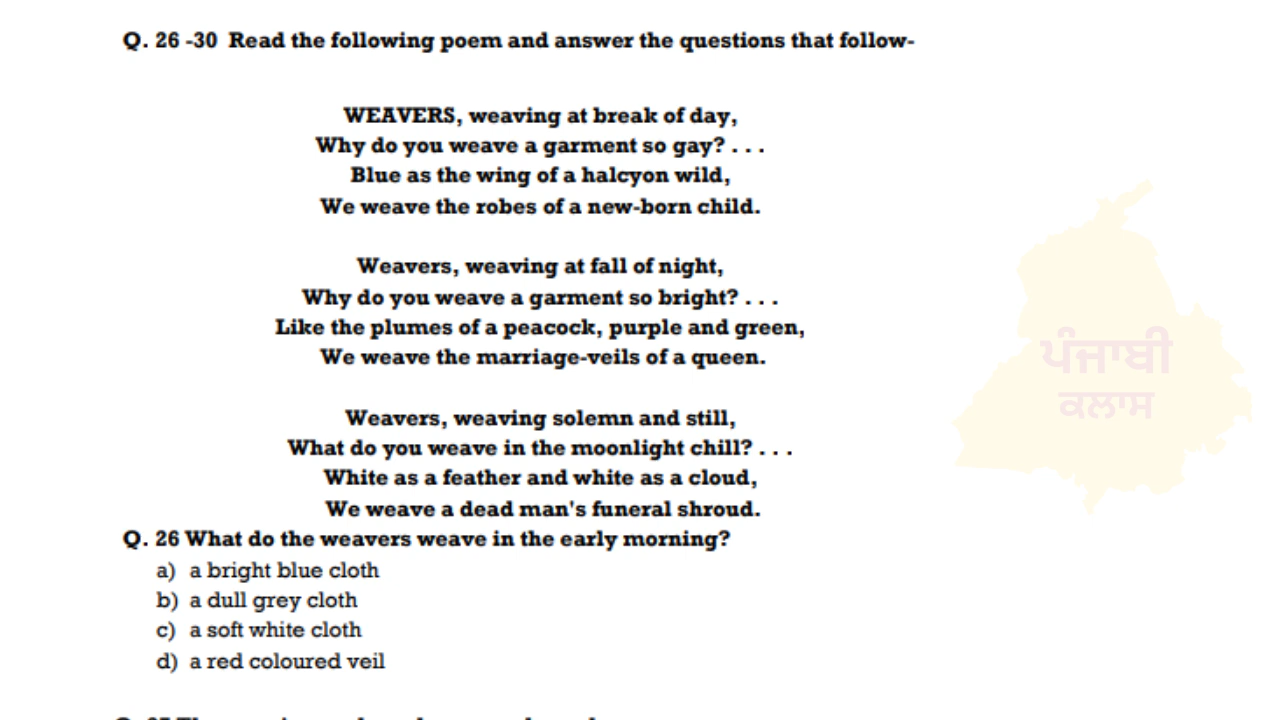 Q. 26 -30 Read the following poem and answer the questions that follow-
WEAVERS, weaving at break of day,
Why do you weave a garment so gay? . . .
Blue as the wing of a halcyon wild,
We weave the robes of a new-born child.
Weavers, weaving at fall of night,
Why do you weave a garment so bright? . . .
Like the plumes of a peacock, purple and green,
We weave the marriage-veils of a queen.
Weavers, weaving solemn and still,
What do you weave in the moonlight chill? . . .
White as a feather and white as a cloud,
We weave a dead man's funeral shroud.
Q. 26 What do the weavers weave in the early morning?
a) a bright blue cloth
b) a dull grey cloth
c) a soft white cloth
d) a red coloured veil
ਪੰਜਾਬੀ
ਕਲਾਸ